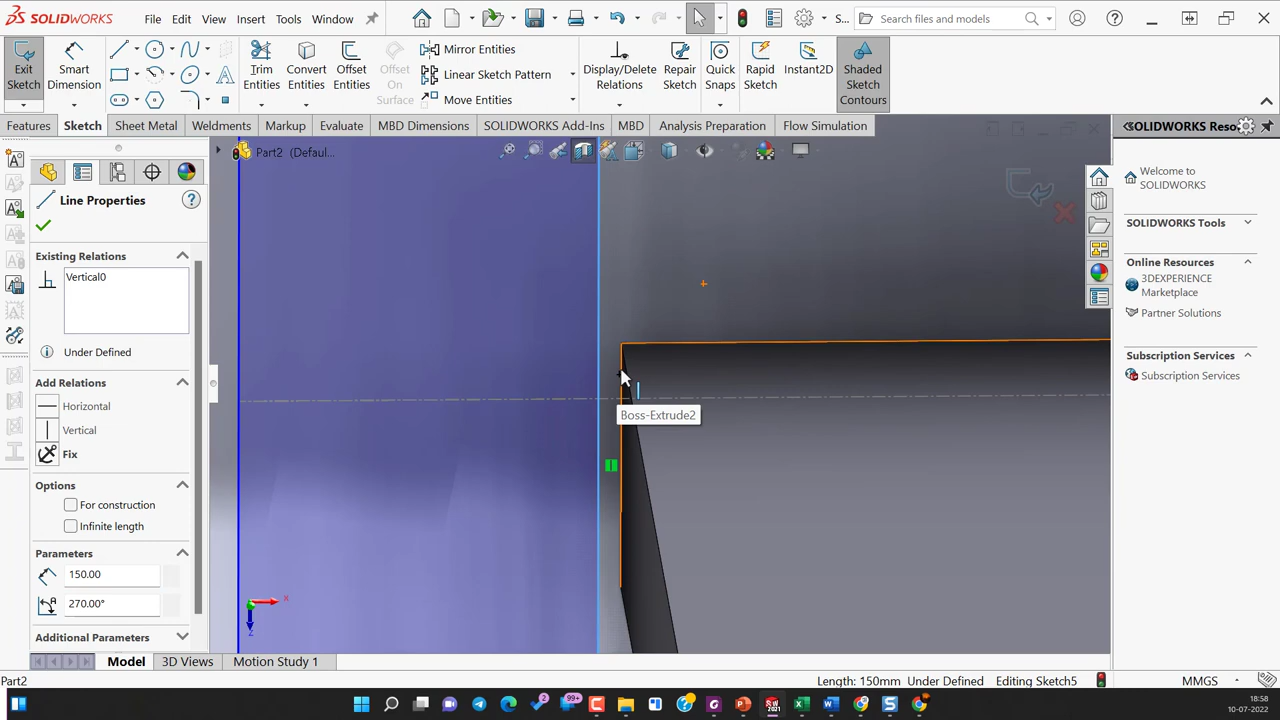 SOLIDWORKS
File Edit View Insert Tools Window
S...
Search files and models
Exit Sketch
Smart Dimension
Trim Entities
Convert Entities
Offset Entities
Offset On Surface
Mirror Entities
Linear Sketch Pattern
Move Entities
Display/Delete Relations
Repair Sketch
Quick Snaps
Rapid Sketch
Instant2D
Shaded Sketch Contours
Features Sketch Sheet Metal Weldments Markup Evaluate MBD Dimensions SOLIDWORKS Add-Ins MBD Analysis Preparation Flow Simulation
Part2 (Defaul...
Line Properties
Existing Relations
Vertical0
Under Defined
Add Relations
Horizontal
Vertical
Fix
Options
For construction
Infinite length
Parameters
150.00
270.00°
Additional Parameters
Boss-Extrude2
x
Z
SOLIDWORKS Reso...
Welcome to
SOLIDWORKS
SOLIDWORKS Tools
Online Resources
3DEXPERIENCE
Marketplace
Partner Solutions
Subscription Services
Subscription Services
Model 3D Views Motion Study 1
Part2
Length: 150mm Under Defined Editing Sketch5 MMGS
2
99+
SW 2021
18:58
10-07-2022